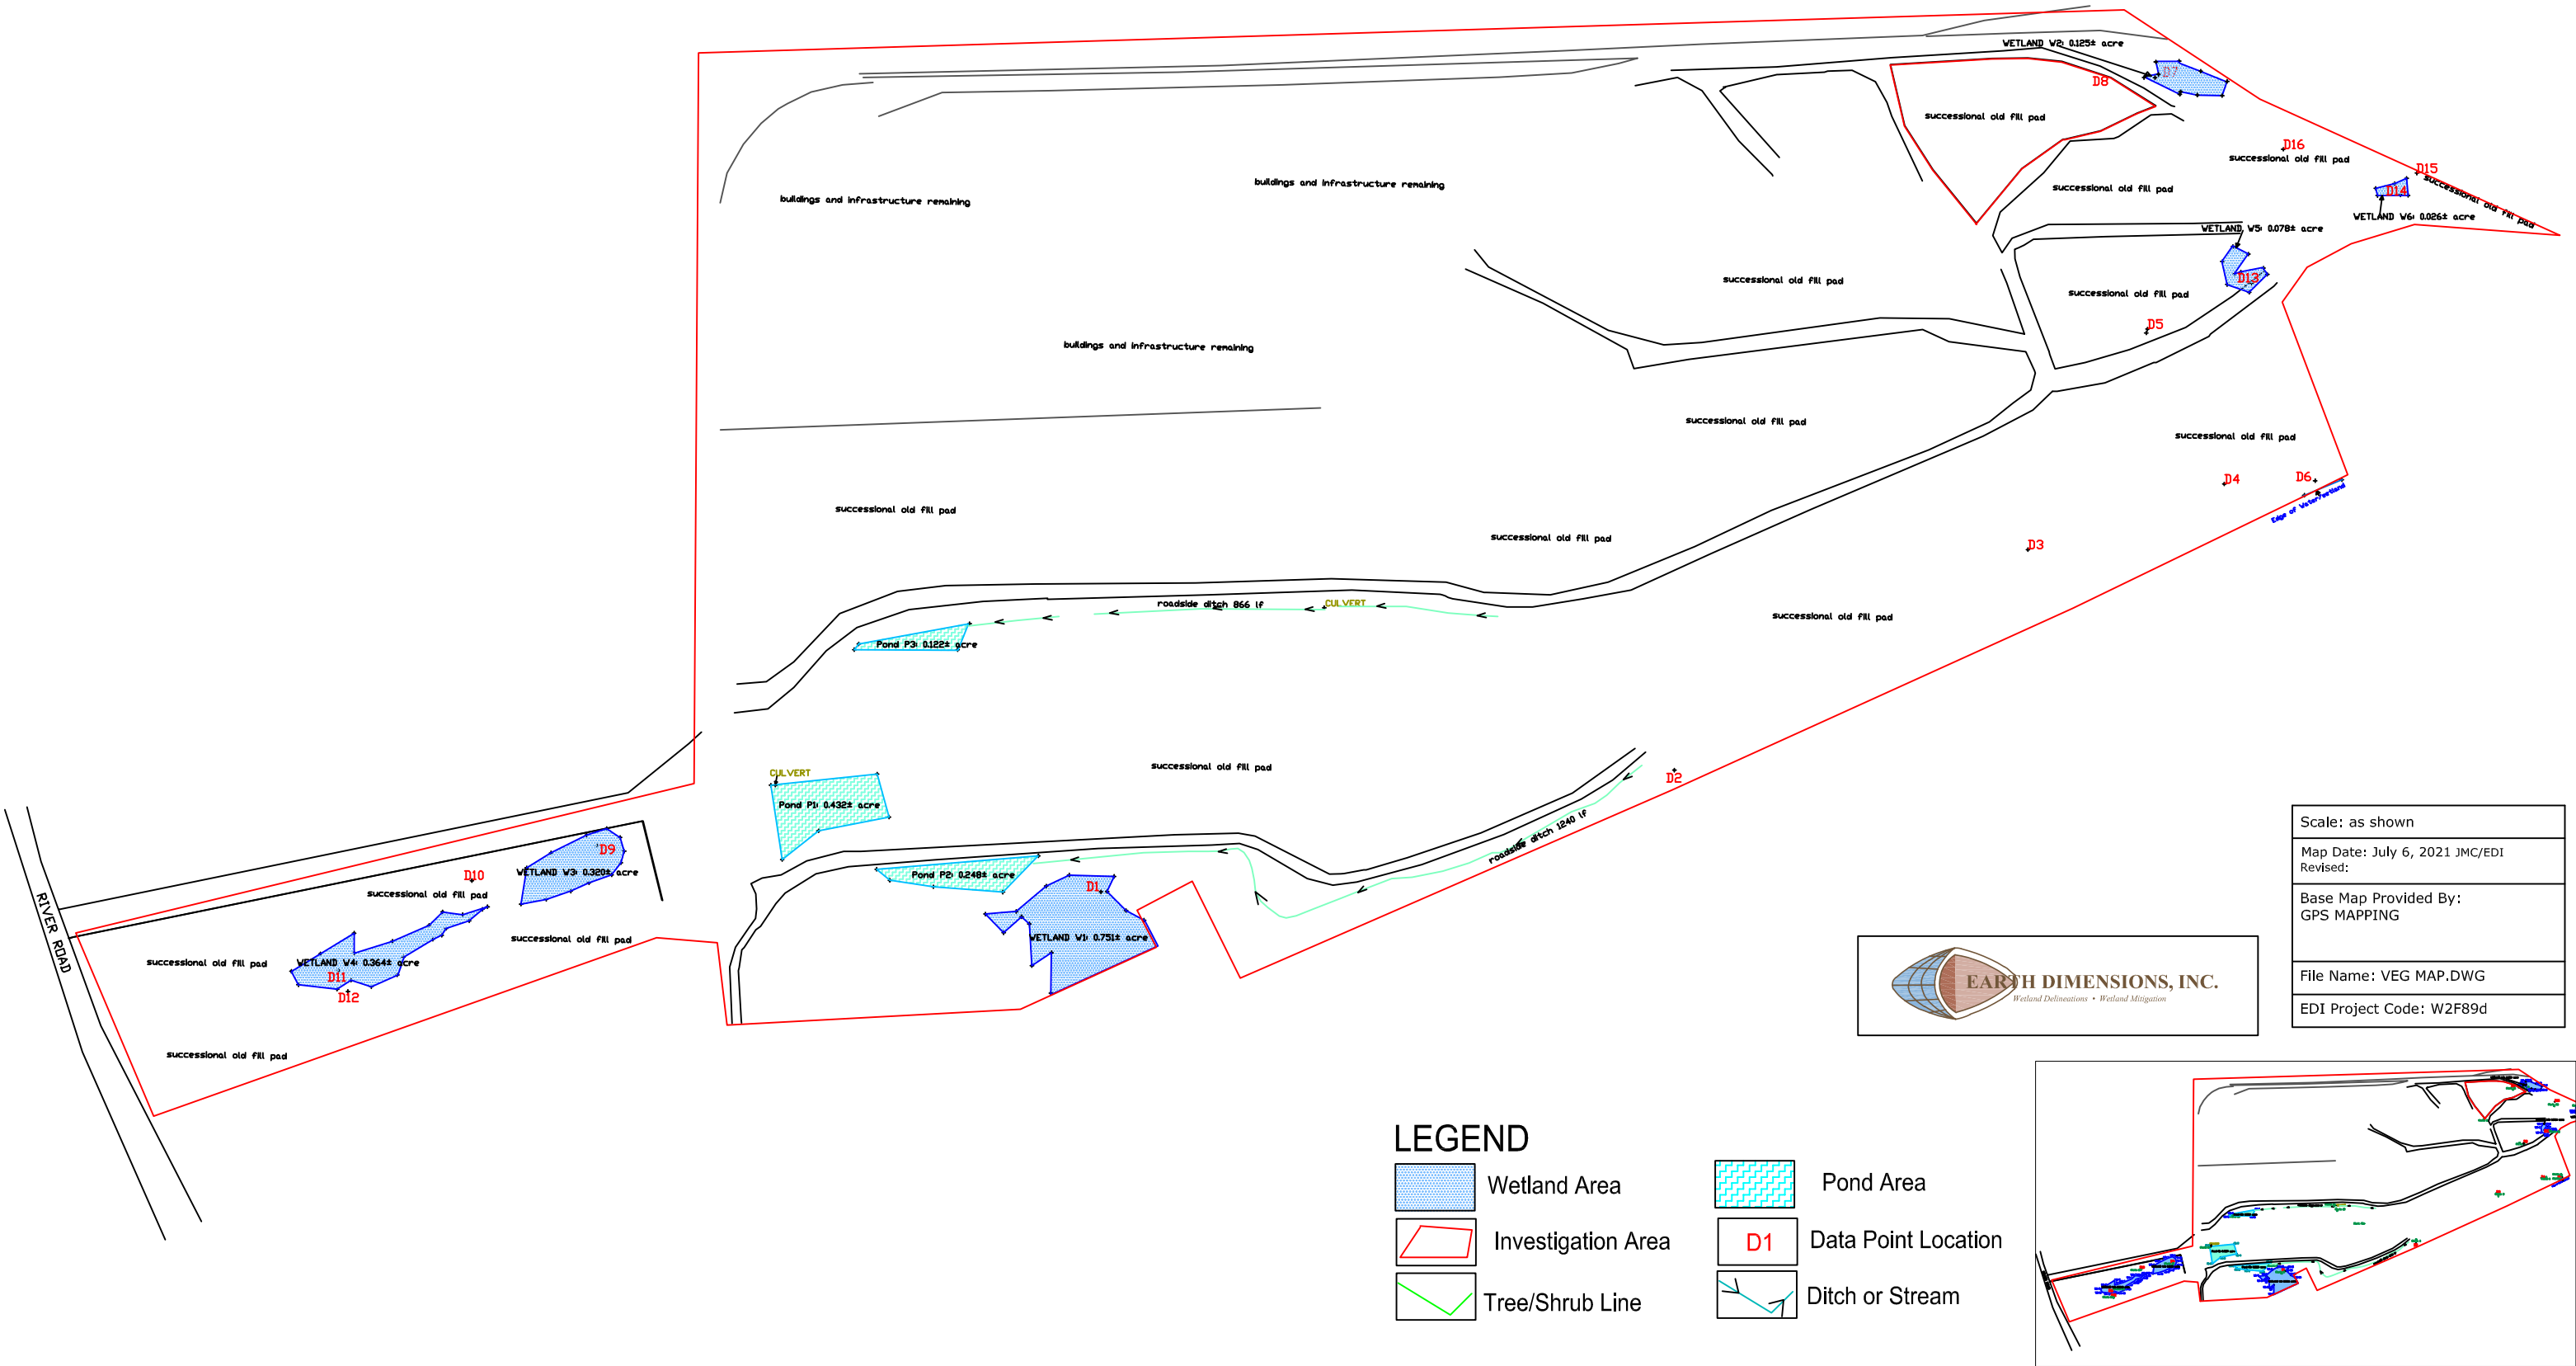 WETLAND W2: 0.125± acre
D7
D8
successional old fill pad
D16
successional old fill pad
D15
successional old fill pad
D14
WETLAND W6: 0.026± acre
successional old fill pad
buildings and infrastructure remaining
buildings and infrastructure remaining
WETLAND W5: 0.078± acre
D13
successional old fill pad
successional old fill pad
D5
buildings and infrastructure remaining
successional old fill pad
successional old fill pad
D4
D6
Edge of Water/wetland
successional old fill pad
successional old fill pad
D3
roadside ditch 866 lf
CULVERT
successional old fill pad
Pond P3: 0.122± acre
successional old fill pad
CULVERT
D2
Pond P1: 0.432± acre
roadside ditch 1240 lf
D9
WETLAND W3: 0.320± acre
D10
successional old fill pad
Pond P2: 0.248± acre
D1
WETLAND W1: 0.751± acre
RIVER ROAD
successional old fill pad
successional old fill pad
WETLAND W4: 0.364± acre
D11
D12
successional old fill pad
Scale: as shown
Map Date: July 6, 2021 JMC/EDI
Revised:
Base Map Provided By:
GPS MAPPING
File Name: VEG MAP.DWG
EDI Project Code: W2F89d
EARTH DIMENSIONS, INC.
Wetland Delineations • Wetland Mitigation
LEGEND
Wetland Area
Pond Area
Investigation Area
D1
Data Point Location
Tree/Shrub Line
Ditch or Stream